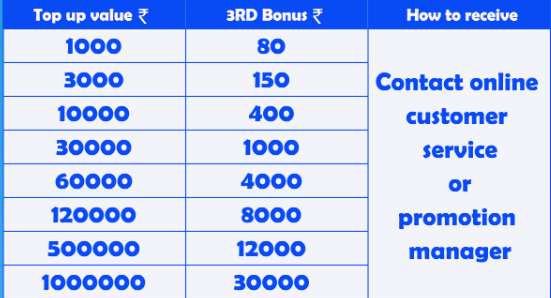 Top up value ₹ 3RD Bonus ₹ How to receive
1000 80
3000 150
10000 400
30000 1000
60000 4000
120000 8000
500000 12000
1000000 30000
Contact online
customer
service
or
promotion
manager